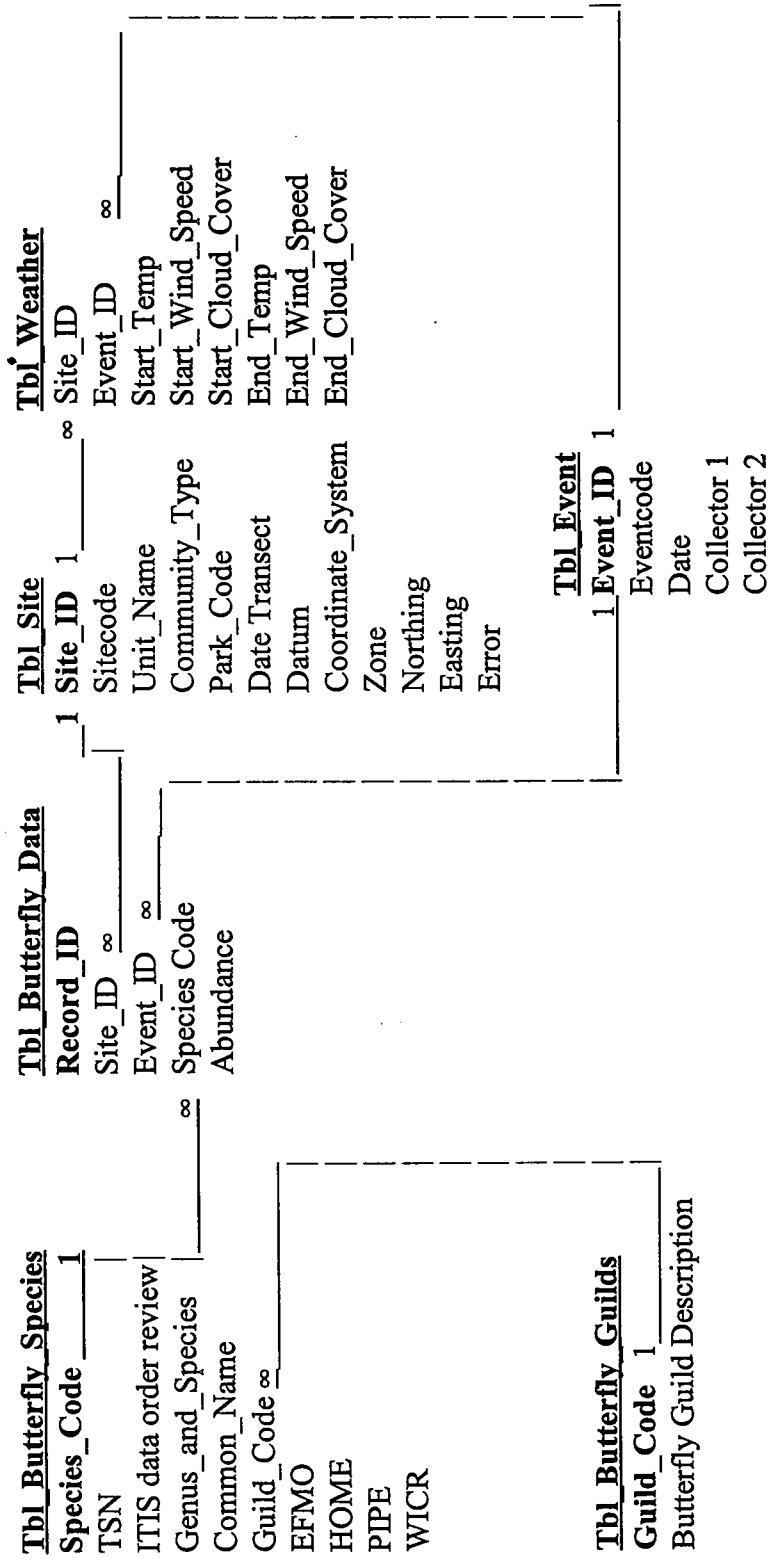 Tbl_Butterfly_Species
Species_Code 1
TSN
ITIS data order review
Genus_and_Species
Common_Name
Guild_Code ∞
EFMO
HOME
PIPE
WICR
Tbl_Butterfly_Guilds
Guild_Code 1
Butterfly Guild Description
∞
Tbl_Butterfly_Data
Record_ID
Site_ID ∞
Event_ID ∞
Species Code
Abundance
Tbl_Site
1 Site_ID 1
Sitecode
Unit_Name
Community_Type
Park_Code
Date Transect
Datum
Coordinate_System
Zone
Northing
Easting
Error
∞
Tbl_Weather
Site_ID
Event_ID ∞
Start_Temp
Start_Wind_Speed
Start_Cloud_Cover
End_Temp
End_Wind_Speed
End_Cloud_Cover
Tbl_Event
1 Event_ID 1
Eventcode
Date
Collector 1
Collector 2